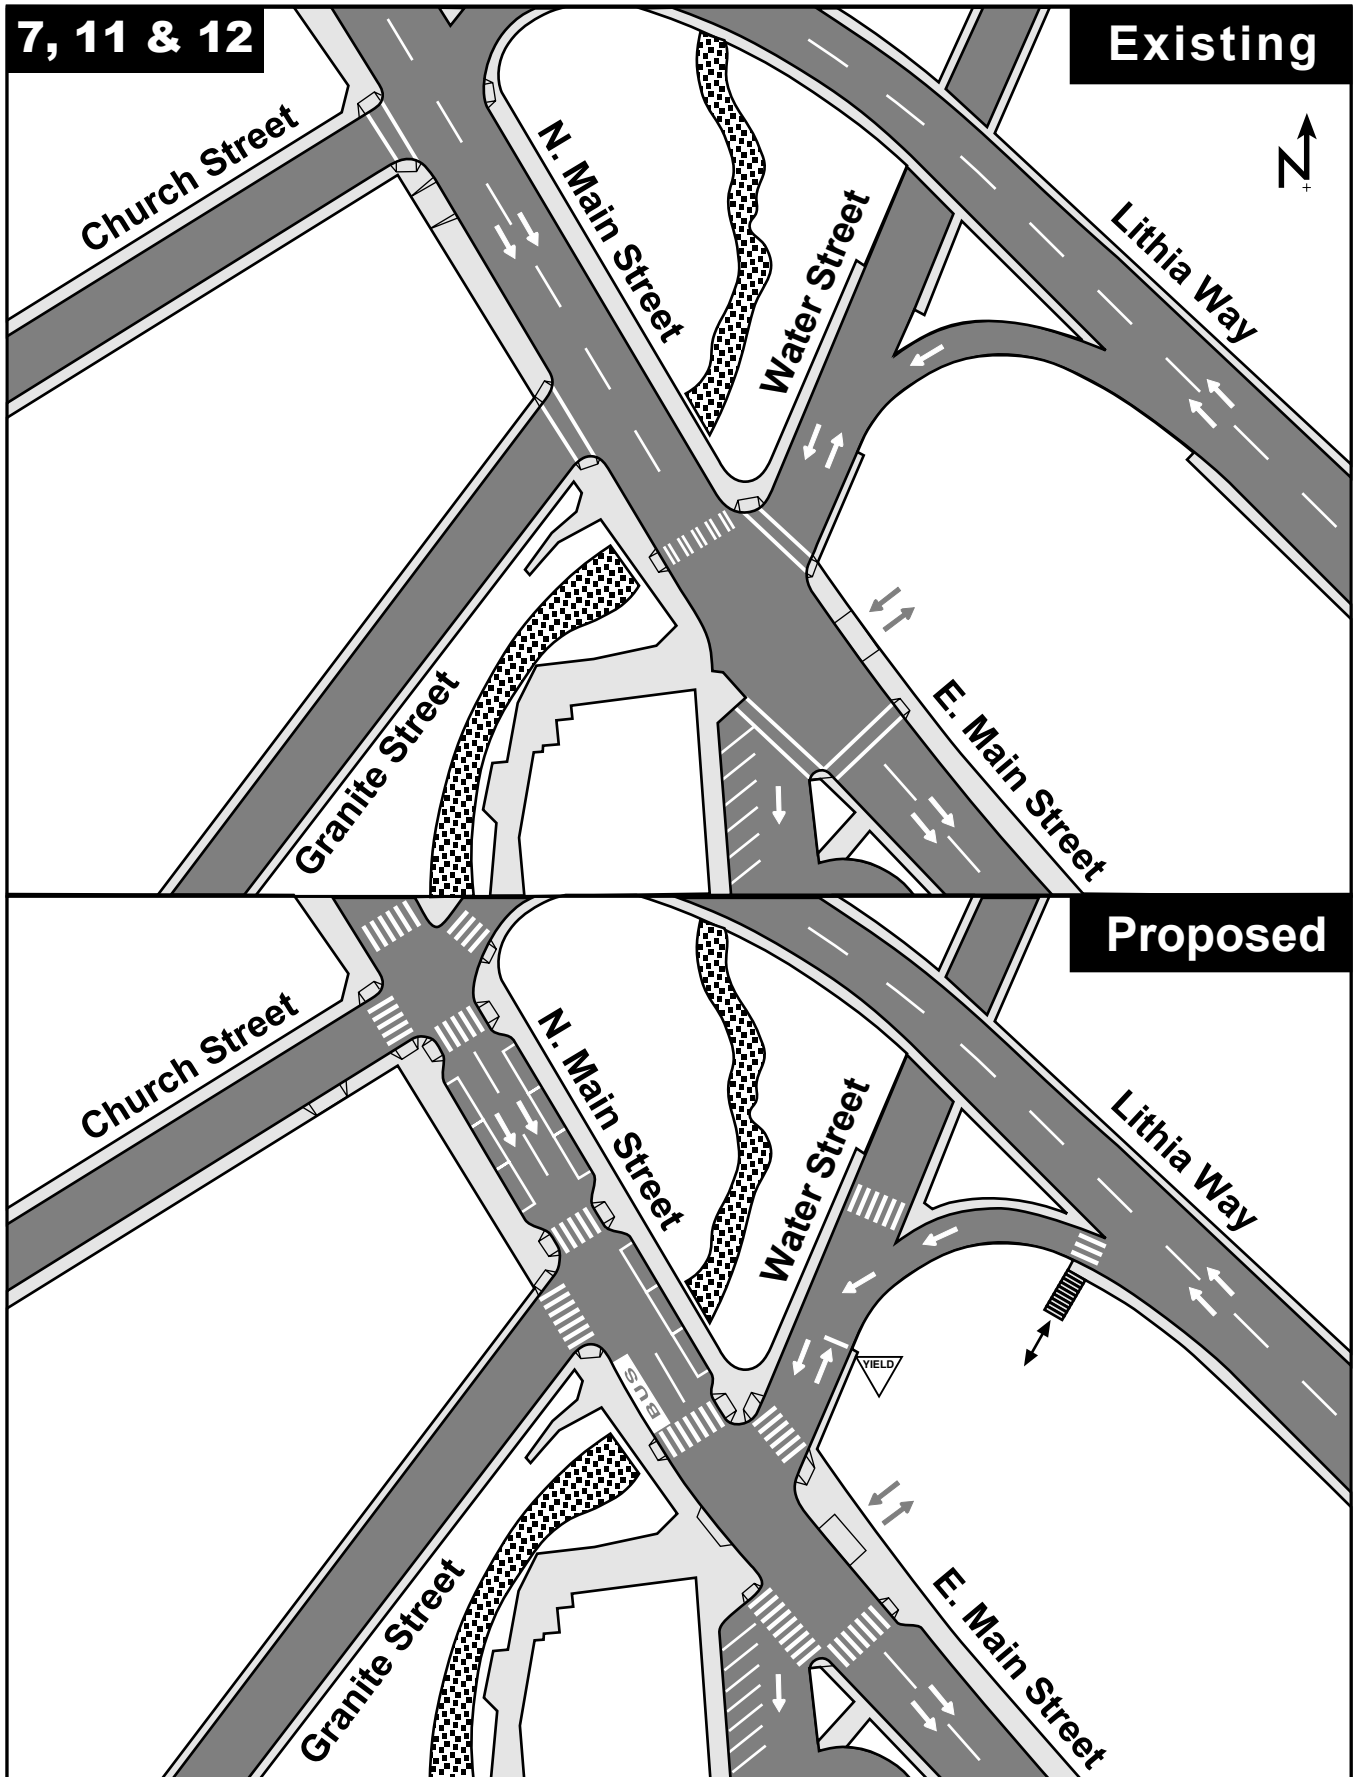 7, 11 & 12
Existing
Church Street
N. Main Street
N
Water Street
Lithia Way
Granite Street
E. Main Street
Proposed
Church Street
N. Main Street
Water Street
Lithia Way
YIELD
BUS
Granite Street
E. Main Street